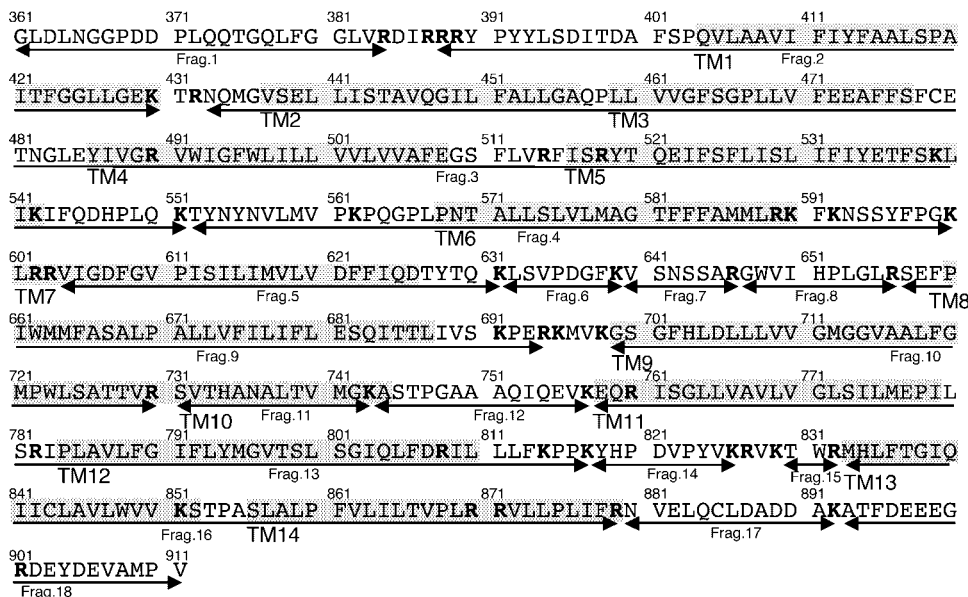 361 371 381 391 401 411
GLDLNGGPDD PLQQTGQLFG GLVRDIRRRY PYYLSDITDA FSPQVLAAVI FIYFAALSPA
Frag.1 TM1 Frag.2
421 431 441 451 461 471
ITFGGLLGEK TRNQMGVSEL LISTAVQGIL FALLGAQPLL VVGFSGPLLV FEEAFFSFCE
TM2 TM3
481 491 501 511 521 531
TNGLEYIVGR VWIGFWLILL VVLVVAFEGS FLVRFISRYT QEIFSFLISL IFIYETFSKL
TM4 Frag.3 TM5
541 551 561 571 581 591
IKIFQDHPLQ KTYNYNVLMV PKPQGPLPNT ALLSLVLMAG TFFFAMMLRK FKNSSYFPGK
TM6 Frag.4
601 611 621 631 641 651
LRRVIGDFGVP ISILIMVLV DFFIQDTYTQ KLSVPDGFKV SNSSARGWVI HPLGLRSEFP
TM7 Frag.5 Frag.6 Frag.7 Frag.8 TM8
661 671 681 691 701 711
IWMMFASALP ALLVFILIFL ESQITTLIVS KPERKMVKGS GFHLDLLLVV GMGGVAALFG
Frag.9 TM9 Frag.10
721 731 741 751 761 771
MPWLSATTVR SVTHANALTV MGKASTPGAA AQIQEVKEQR ISGLLVAVLV GLSILMEPIL
TM10 Frag.11 Frag.12 TM11
781 791 801 811 821 831
SRIPLAVLFG IFLYMGVTSL SGIQLFDRIL LLFKPPKYHP DVPYVKRVKT WRMHLFTGIQ
TM12 Frag.13 Frag.14 Frag.15 TM13
841 851 861 871 881 891
IICLAVLWVV KSTPASLALP FVLILTVPLR RVLLPLIFRN VELQCLDADD AKATFDEEEG
Frag.16 TM14 Frag.17
901 911
RDEYDEVAMP V
Frag.18